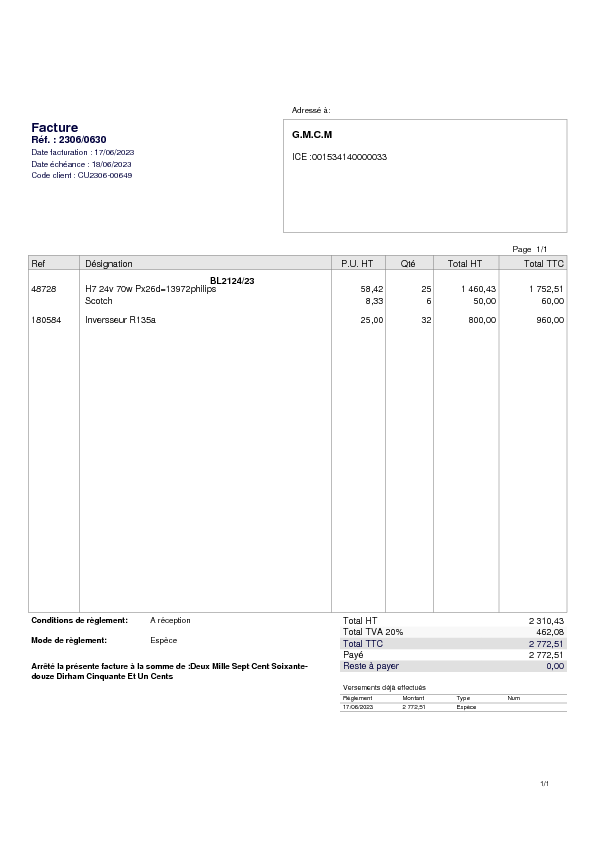 Adressé à:
Facture
Réf. : 2306/0630
Date facturation : 17/06/2023
Date échéance : 18/06/2023
Code client : CU2306-00649
G.M.C.M
ICE :001534140000033
Page 1/1
Ref Désignation P.U. HT Qté Total HT Total TTC
BL2124/23
48728 H7 24v 70w Px26d=13972philips 58,42 25 1 460,43 1 752,51
Scotch 8,33 6 50,00 60,00
180584 Inversseur R135a 25,00 32 800,00 960,00
Conditions de règlement: A réception
Mode de règlement: Espèce
Arrêté la présente facture à la somme de :Deux Mille Sept Cent Soixante-
douze Dirham Cinquante Et Un Cents
Total HT 2 310,43
Total TVA 20% 462,08
Total TTC 2 772,51
Payé 2 772,51
Reste à payer 0,00
Versements déjà effectués
Règlement Montant Type Num
17/06/2023 2 772,51 Espèce
1/1